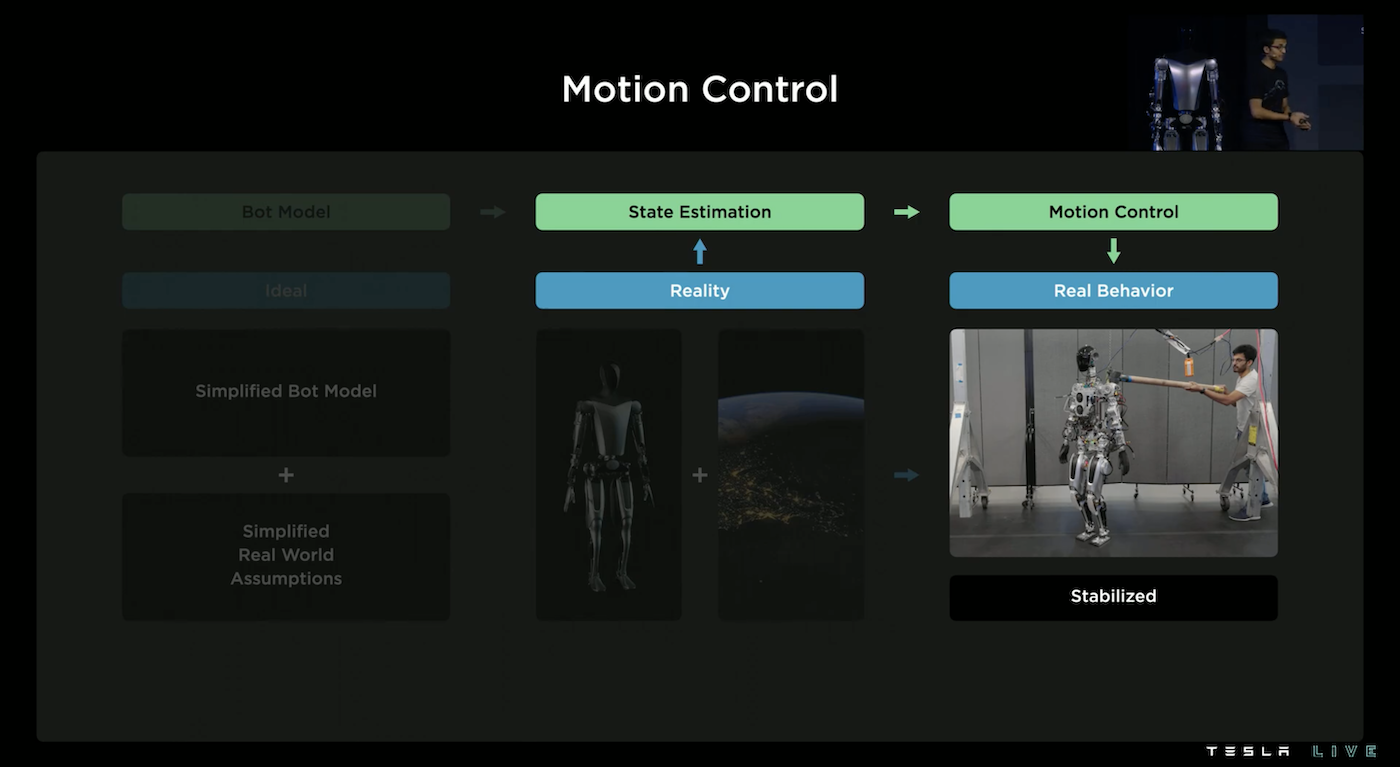 Motion Control
Bot Model
State Estimation
Motion Control
Ideal
Reality
Real Behavior
Simplified Bot Model
+
+
Simplified
Real World
Assumptions
Stabilized
TESLA LIVE